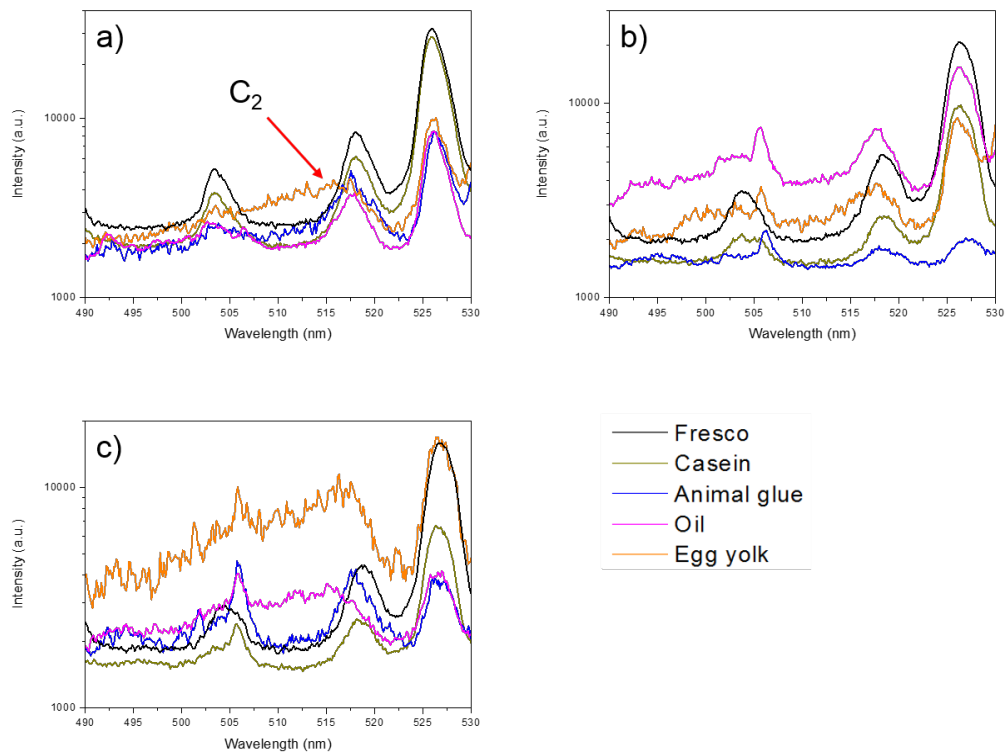 a)
C₂
Intensity (a.u.)
10000
1000
490 495 500 505 510 515 520 525 530
Wavelength (nm)
b)
Intensity (a.u.)
10000
1000
490 495 500 505 510 515 520 525 530
Wavelength (nm)
c)
Intensity (a.u.)
10000
1000
490 495 500 505 510 515 520 525 530
Wavelength (nm)
Fresco
Casein
Animal glue
Oil
Egg yolk